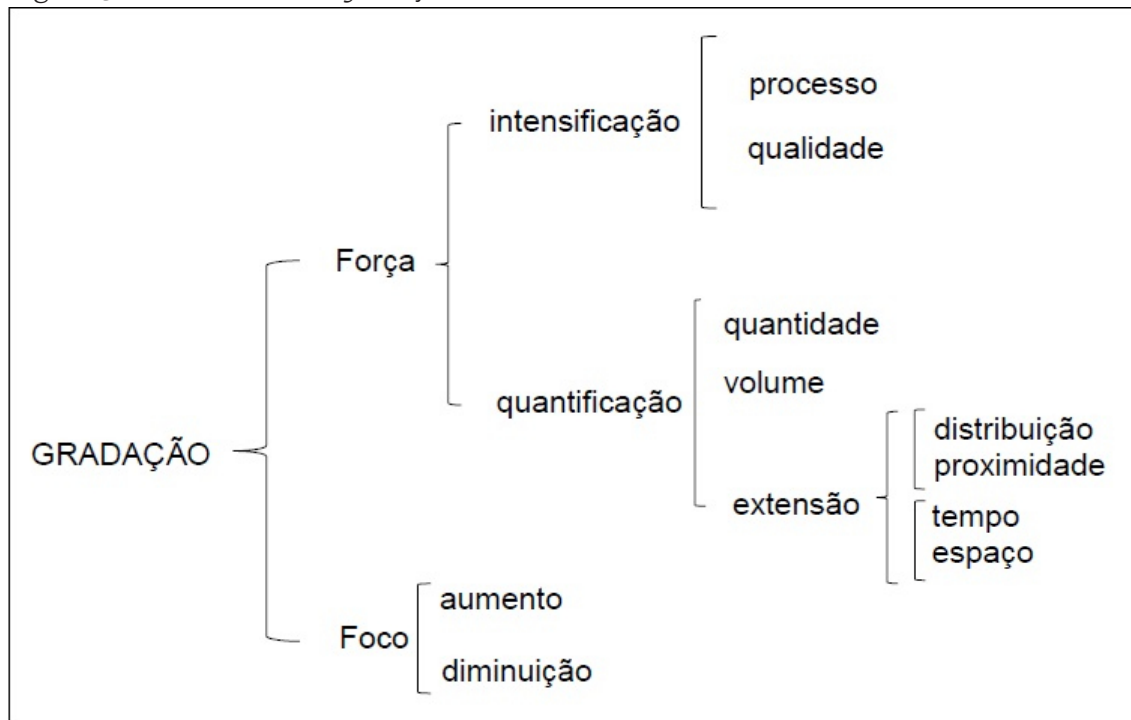 processo
intensificação
qualidade
Força
quantidade
volume
quantificação
distribuição
proximidade
GRADAÇÃO
extensão
tempo
espaço
aumento
Foco
diminuição